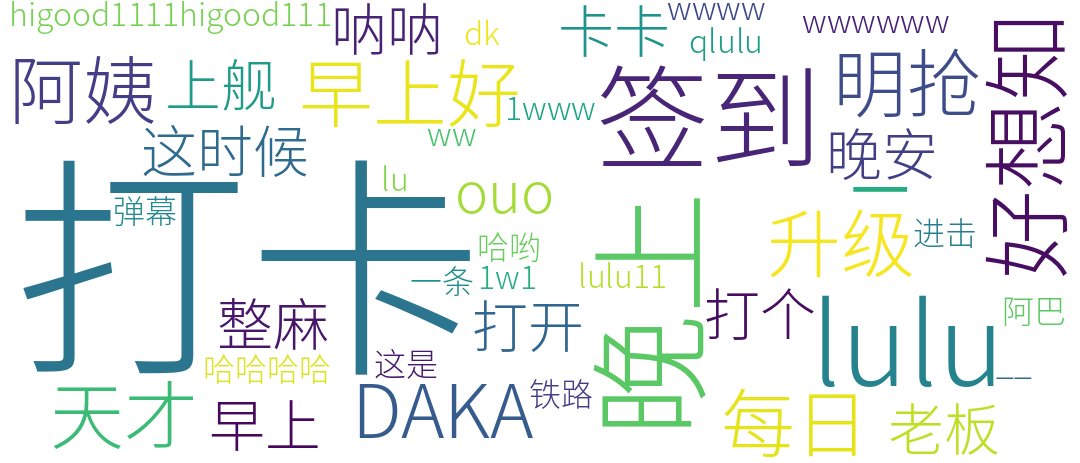 higood1111higood111
呐呐
dk
卡卡
wwww
qlulu
wwwwww
好想知
阿姨
上舰
早上好
1www
签到
明抢
这时候
ww
晚安
打卡
弹幕
lu
ouo
哈哟
一条
1w1
晚上
lulu11
一
升级
进击
整麻
打开
打个
lulu
阿巴
哈哈哈哈
这是
天才
早上
DAKA
铁路
每日
老板
__